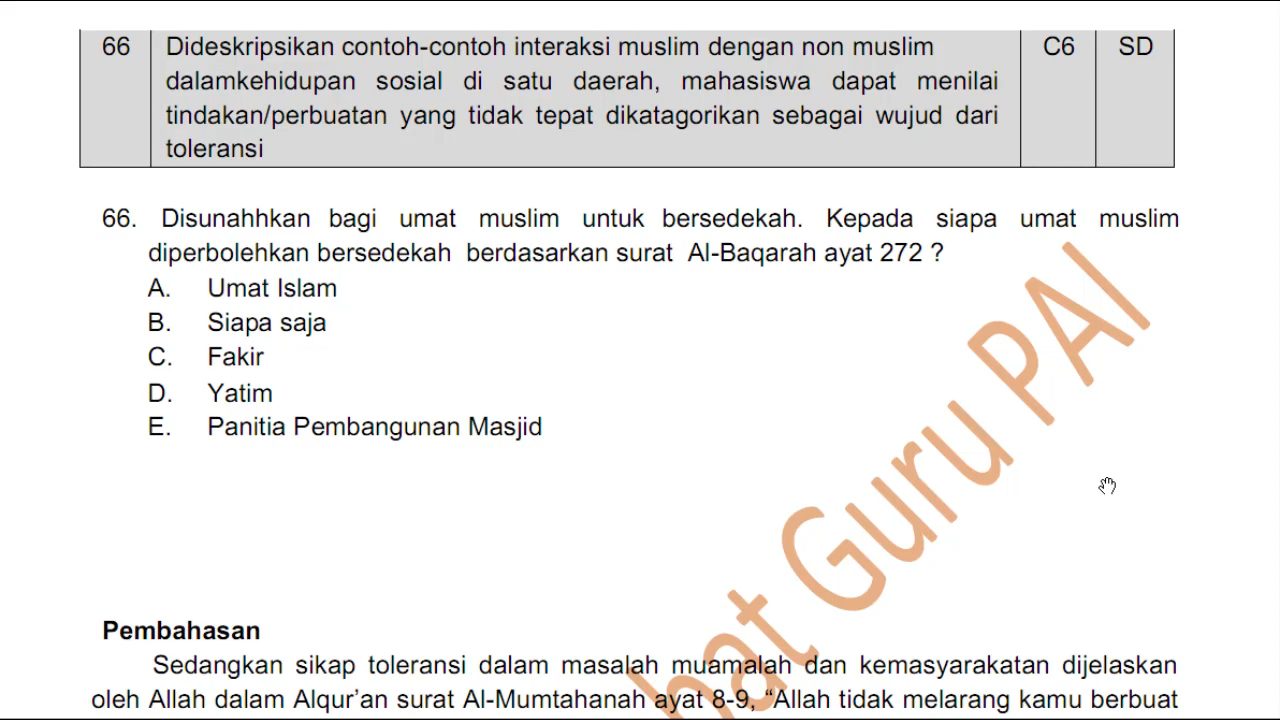 66 Dideskripsikan contoh-contoh interaksi muslim dengan non muslim C6 SD
dalamkehidupan sosial di satu daerah, mahasiswa dapat menilai
tindakan/perbuatan yang tidak tepat dikatagorikan sebagai wujud dari
toleransi
66. Disunahhkan bagi umat muslim untuk bersedekah. Kepada siapa umat muslim
diperbolehkan bersedekah berdasarkan surat Al-Baqarah ayat 272 ?
A. Umat Islam
B. Siapa saja
C. Fakir
D. Yatim
E. Panitia Pembangunan Masjid
hat Guru PAI
Pembahasan
Sedangkan sikap toleransi dalam masalah muamalah dan kemasyarakatan dijelaskan
oleh Allah dalam Alqur’an surat Al-Mumtahanah ayat 8-9, “Allah tidak melarang kamu berbuat